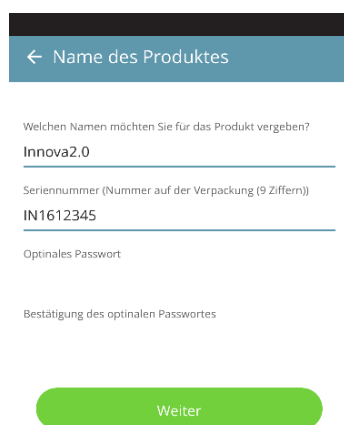 Name des Produktes
Welchen Namen möchten Sie für das Produkt vergeben?
Innova2.0
Seriennummer (Nummer auf der Verpackung (9 Ziffern))
IN1612345
Optinales Passwort
Bestätigung des optinalen Passwortes
Weiter